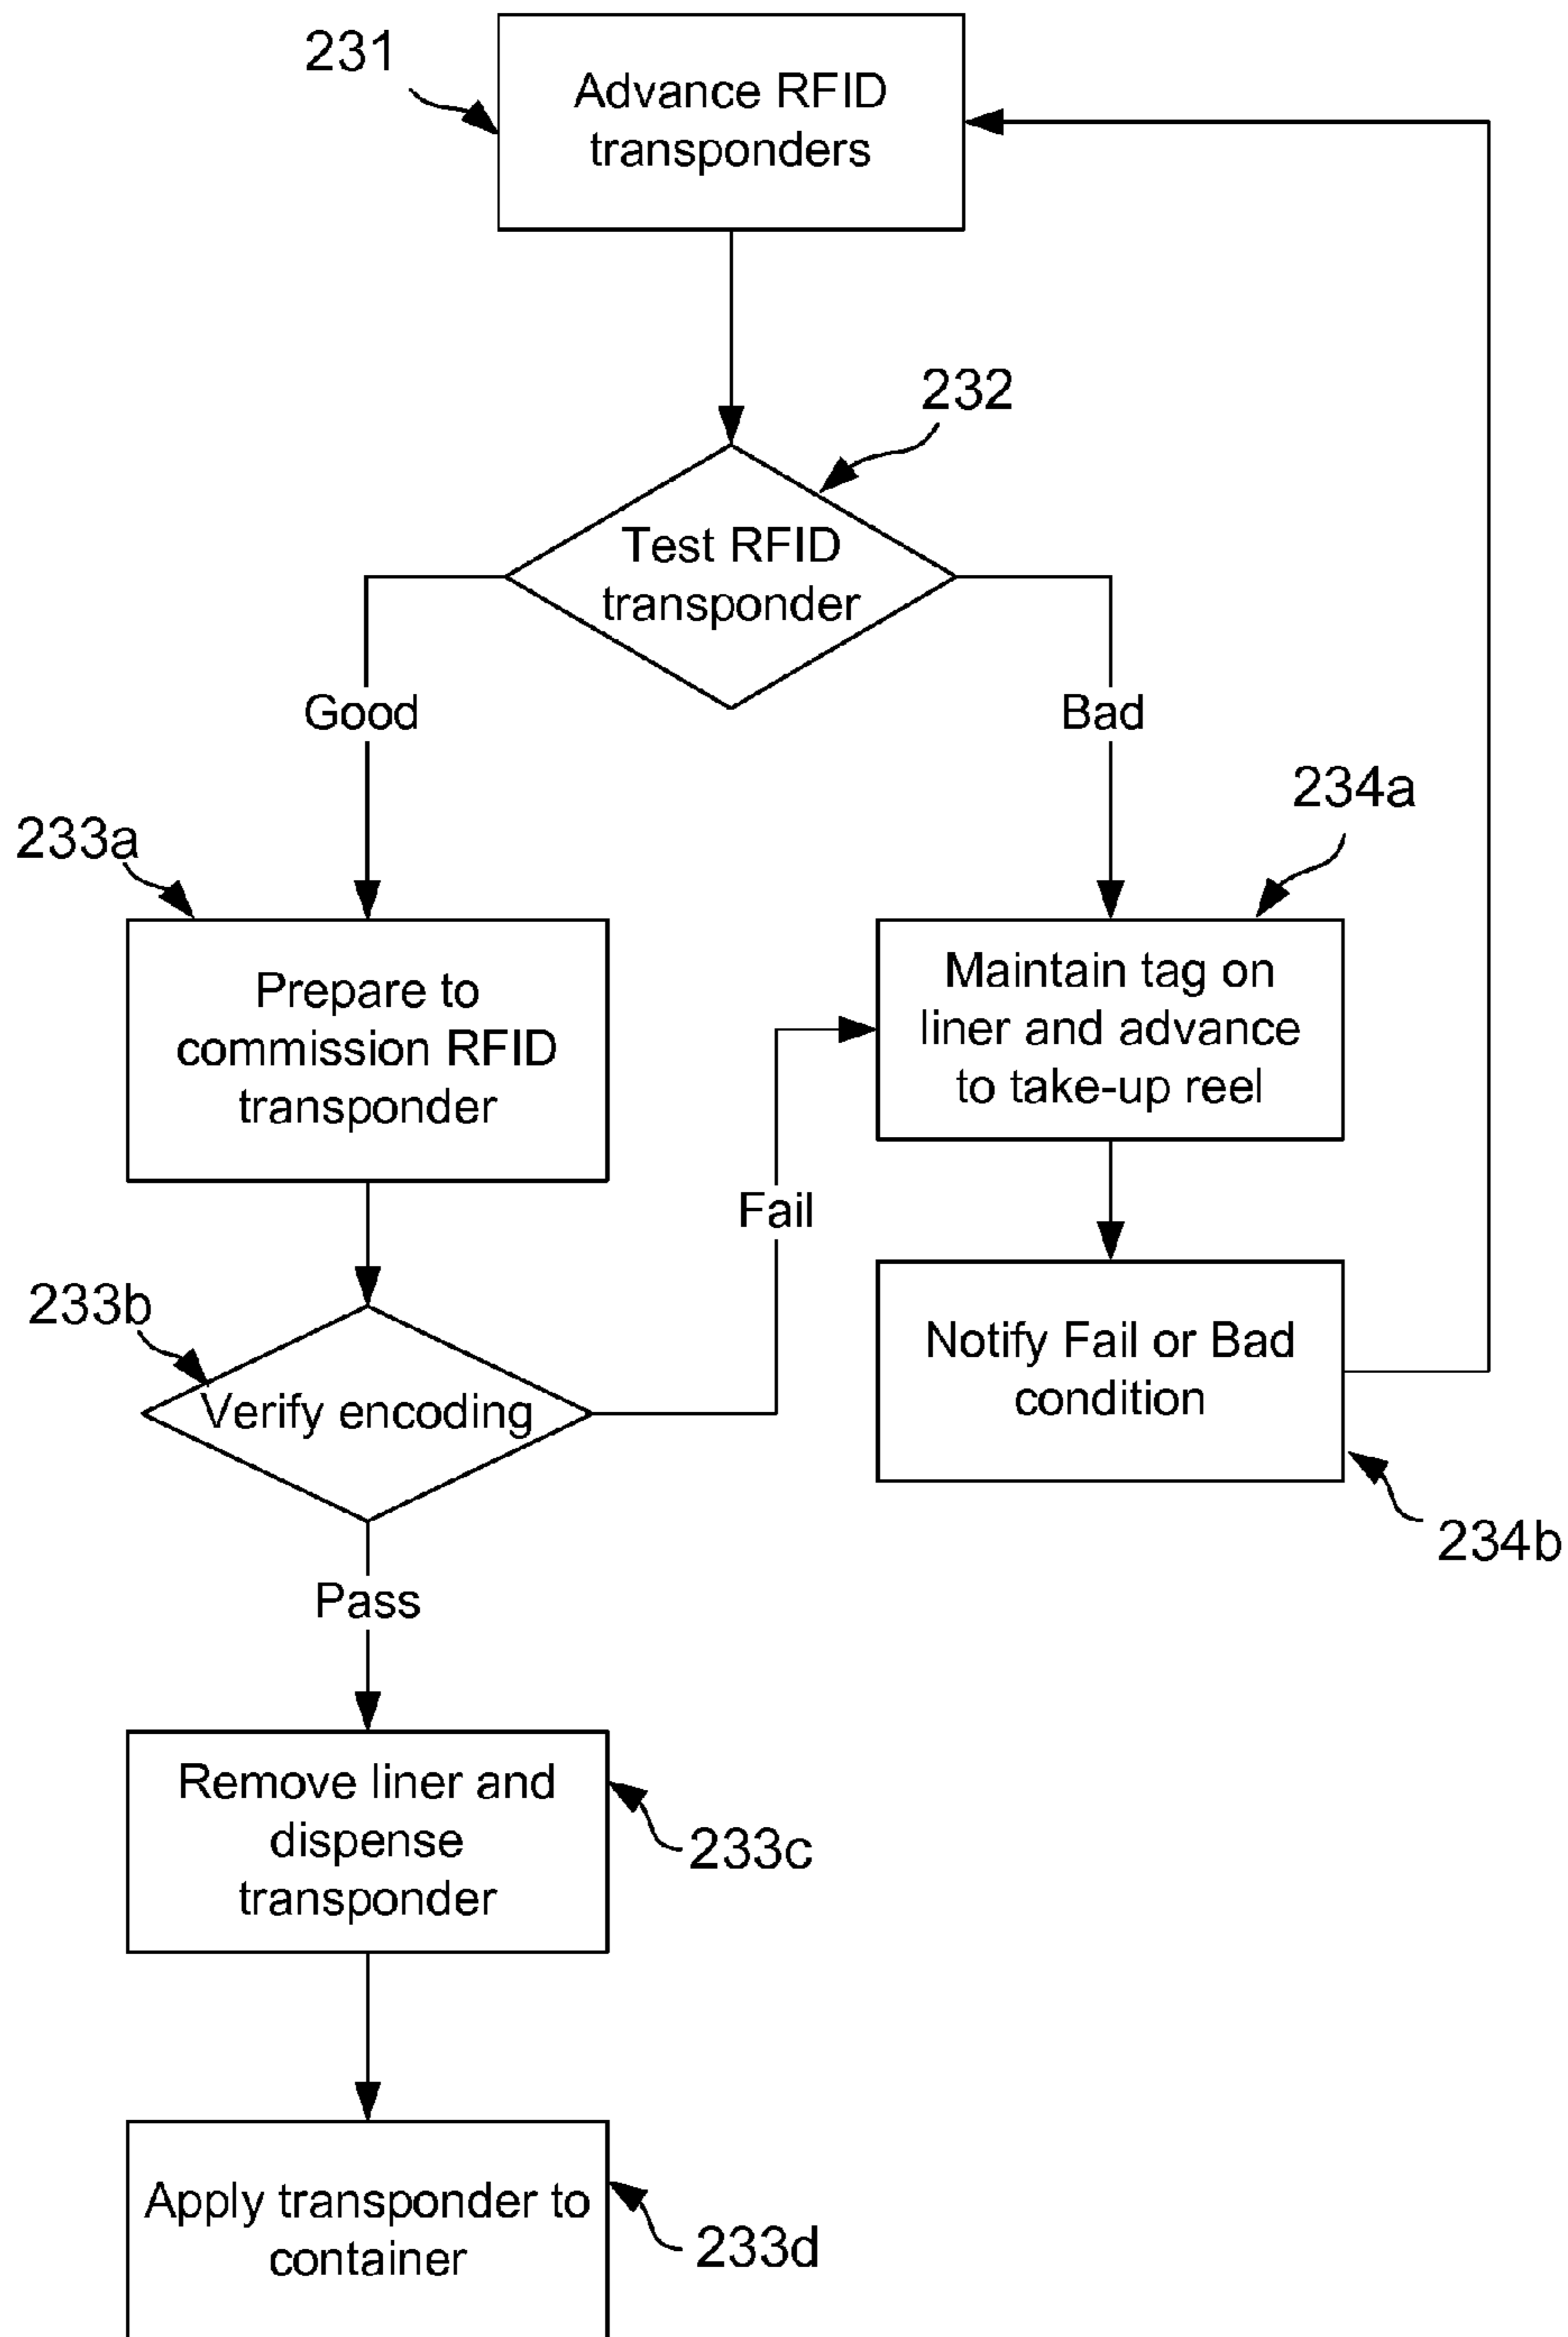 231
Advance RFID
transponders
232
Test RFID
transponder
Good
Bad
234a
233a
Prepare to
commission RFID
transponder
Maintain tag on
liner and advance
to take-up reel
Fail
233b
Verify encoding
Notify Fail or Bad
condition
234b
Pass
Remove liner and
dispense
transponder
233c
Apply transponder to
container
233d